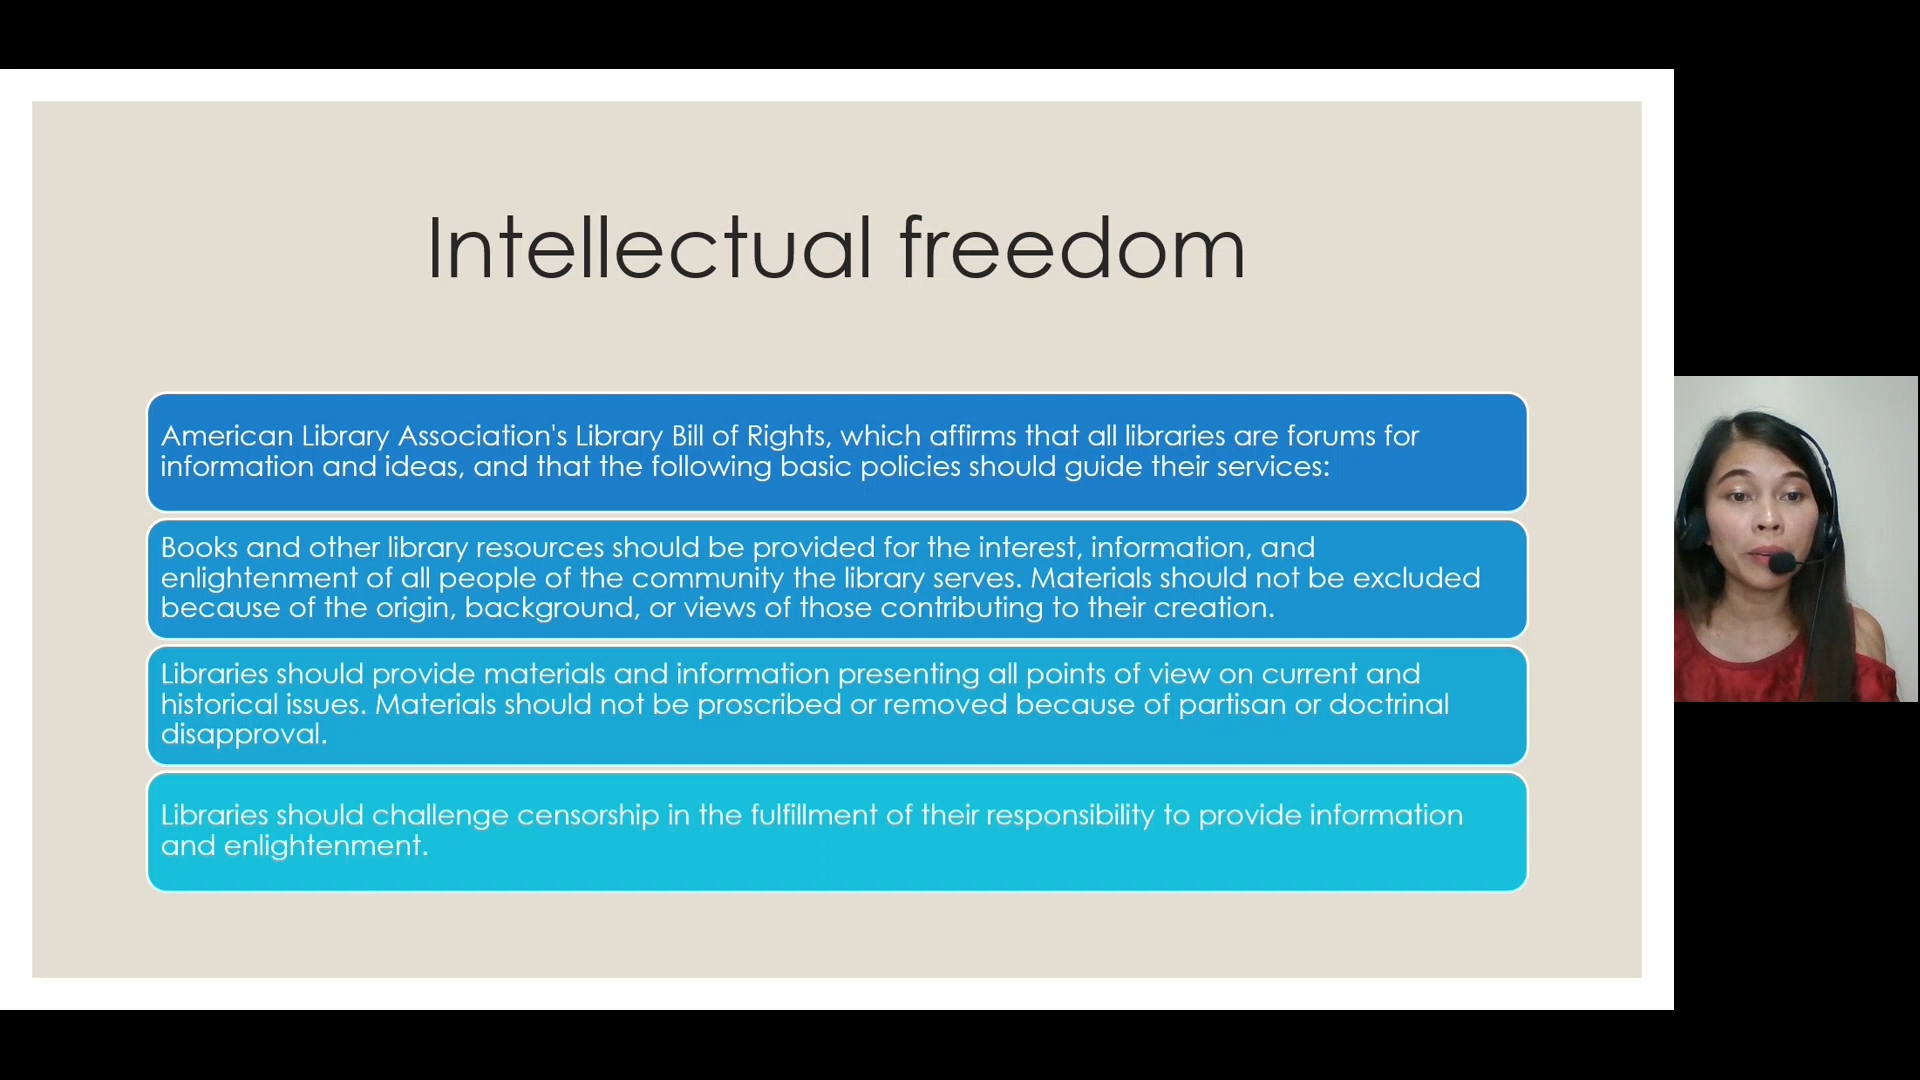 Intellectual freedom
American Library Association's Library Bill of Rights, which affirms that all libraries are forums for
information and ideas, and that the following basic policies should guide their services:
Books and other library resources should be provided for the interest, information, and
enlightenment of all people of the community the library serves. Materials should not be excluded
because of the origin, background, or views of those contributing to their creation.
Libraries should provide materials and information presenting all points of view on current and
historical issues. Materials should not be proscribed or removed because of partisan or doctrinal
disapproval.
Libraries should challenge censorship in the fulfillment of their responsibility to provide information
and enlightenment.